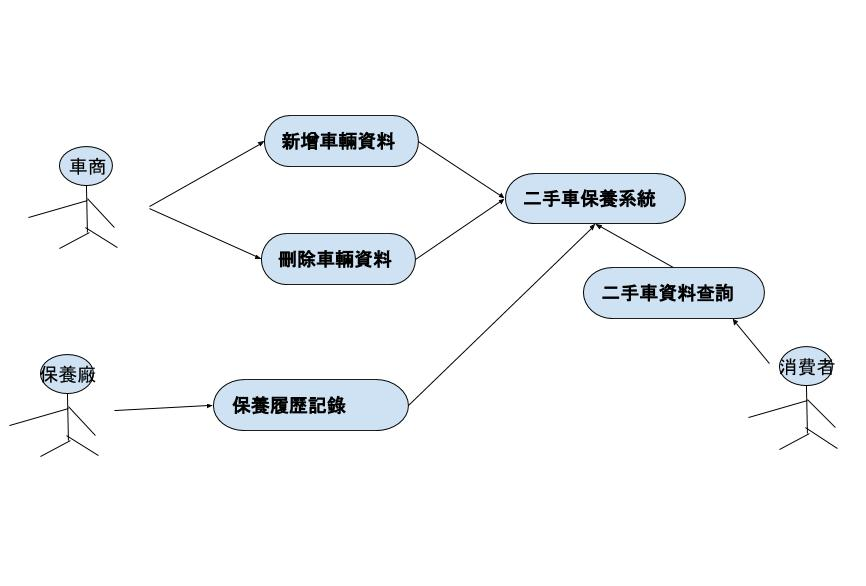 新增車輛資料
車商
二手車保養系統
刪除車輛資料
二手車資料查詢
消費者
保養廠
保養履歷記錄